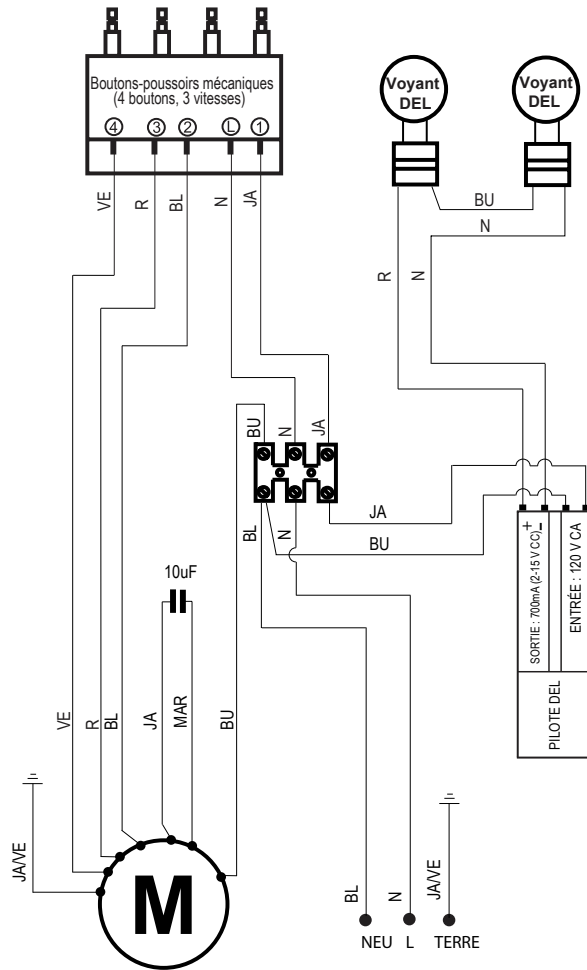 Boutons-poussoirs mécaniques
(4 boutons, 3 vitesses)
4
3
2
L
1
VE
R
BL
N
JA
Voyant
DEL
Voyant
DEL
BU
N
R
N
BU
N
JA
BL
N
JA
BU
10uF
VE
R
BL
JA
MAR
BU
JA/VE
M
SORTIE : 700mA (2-15 V CC)
+
-
ENTRÉE : 120 V CA
PILOTE DEL
BL
N
JA/VE
NEU
L
TERRE